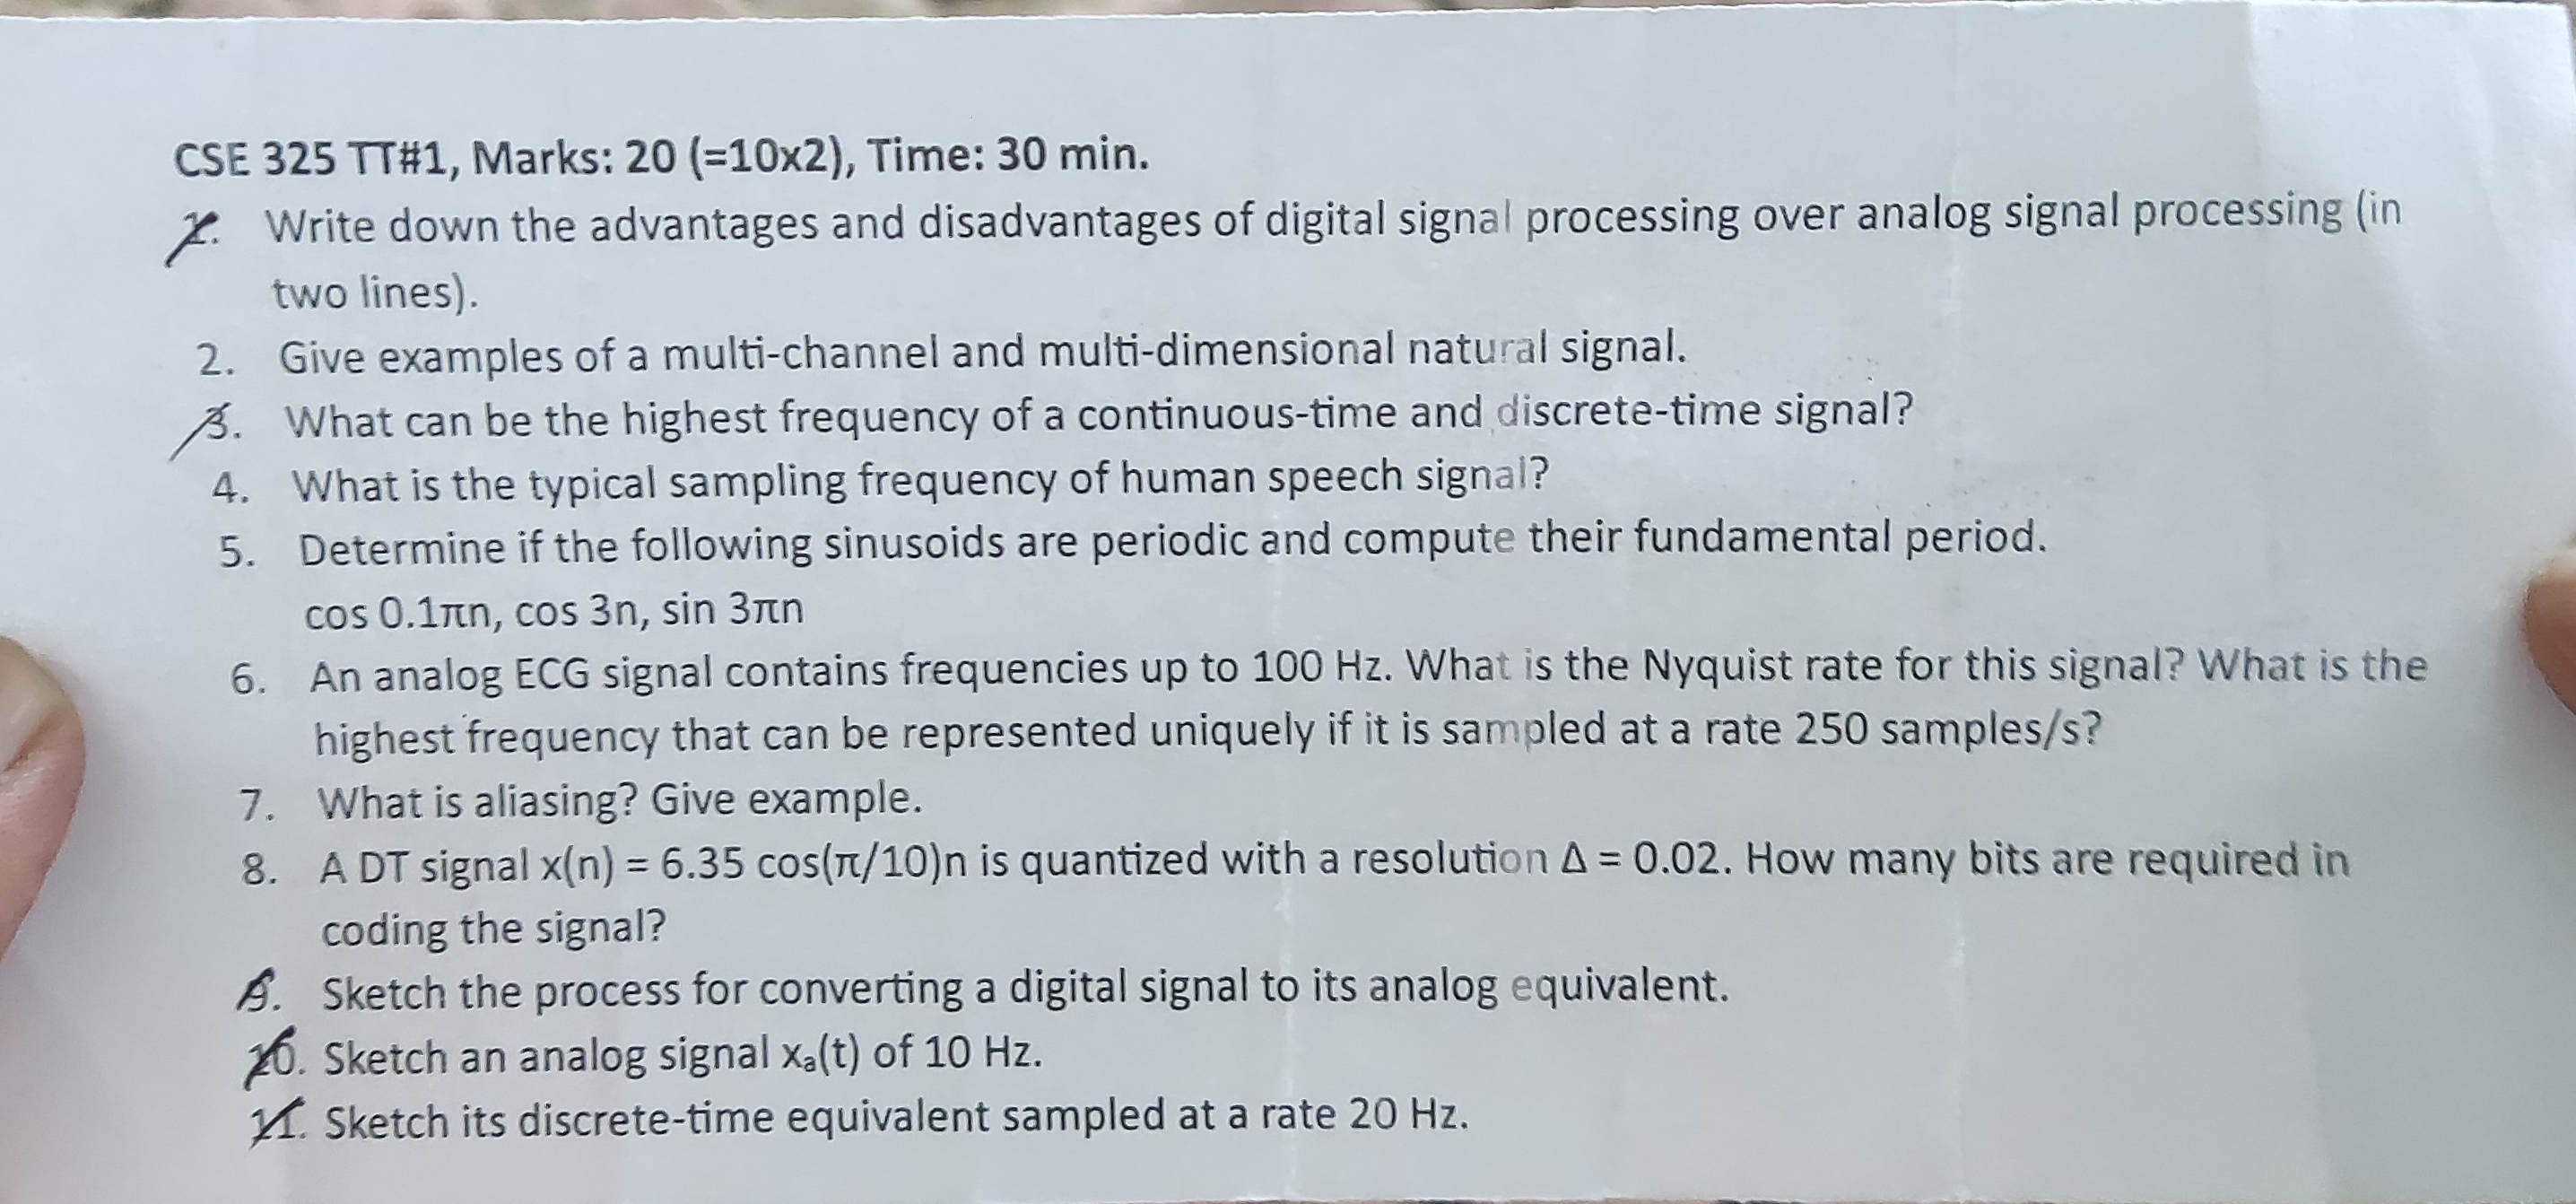 CSE 325 TT#1, Marks: 20 (=10x2), Time: 30 min.
1. Write down the advantages and disadvantages of digital signal processing over analog signal processing (in
two lines).
2. Give examples of a multi-channel and multi-dimensional natural signal.
3. What can be the highest frequency of a continuous-time and discrete-time signal?
4. What is the typical sampling frequency of human speech signal?
5. Determine if the following sinusoids are periodic and compute their fundamental period.
cos 0.1πn, cos 3n, sin 3πn
6. An analog ECG signal contains frequencies up to 100 Hz. What is the Nyquist rate for this signal? What is the
highest frequency that can be represented uniquely if it is sampled at a rate 250 samples/s?
7. What is aliasing? Give example.
8. A DT signal x(n) = 6.35 cos(π/10)n is quantized with a resolution Δ = 0.02. How many bits are required in
coding the signal?
9. Sketch the process for converting a digital signal to its analog equivalent.
10. Sketch an analog signal xₐ(t) of 10 Hz.
11. Sketch its discrete-time equivalent sampled at a rate 20 Hz.